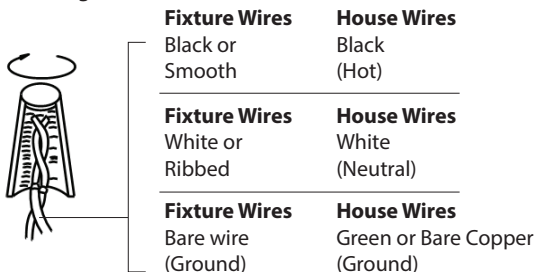 Fixture Wires House Wires
Black or Black
Smooth (Hot)
Fixture Wires House Wires
White or White
Ribbed (Neutral)
Fixture Wires House Wires
Bare wire Green or Bare Copper
(Ground) (Ground)